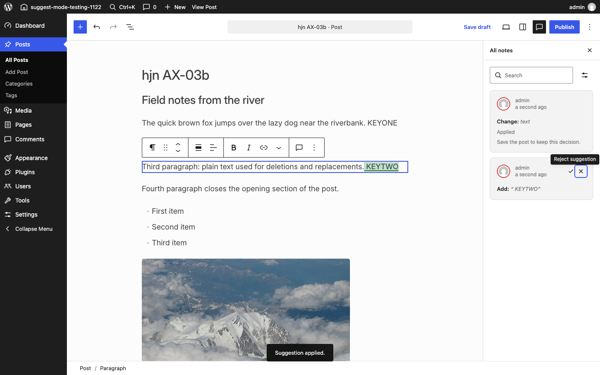 suggest-mode-testing-1122
Ctrl+K
0
New
View Post
admin
Dashboard
Posts
All Posts
Add Post
Categories
Tags
Media
Pages
Comments
Appearance
Plugins
Users
Tools
Settings
Collapse Menu
hjn AX-03b · Post
Save draft
Publish
hjn AX-03b
Field notes from the river
The quick brown fox jumps over the lazy dog near the riverbank. KEYONE
B I
Third paragraph: plain text used for deletions and replacements. KEYTWO
Fourth paragraph closes the opening section of the post.
· First item
· Second item
· Third item
Suggestion applied.
Post / Paragraph
All notes
Search
admin
a second ago
Change: text
Applied
Save the post to keep this decision.
Reject suggestion
admin
a second ago
Add: " KEYTWO"